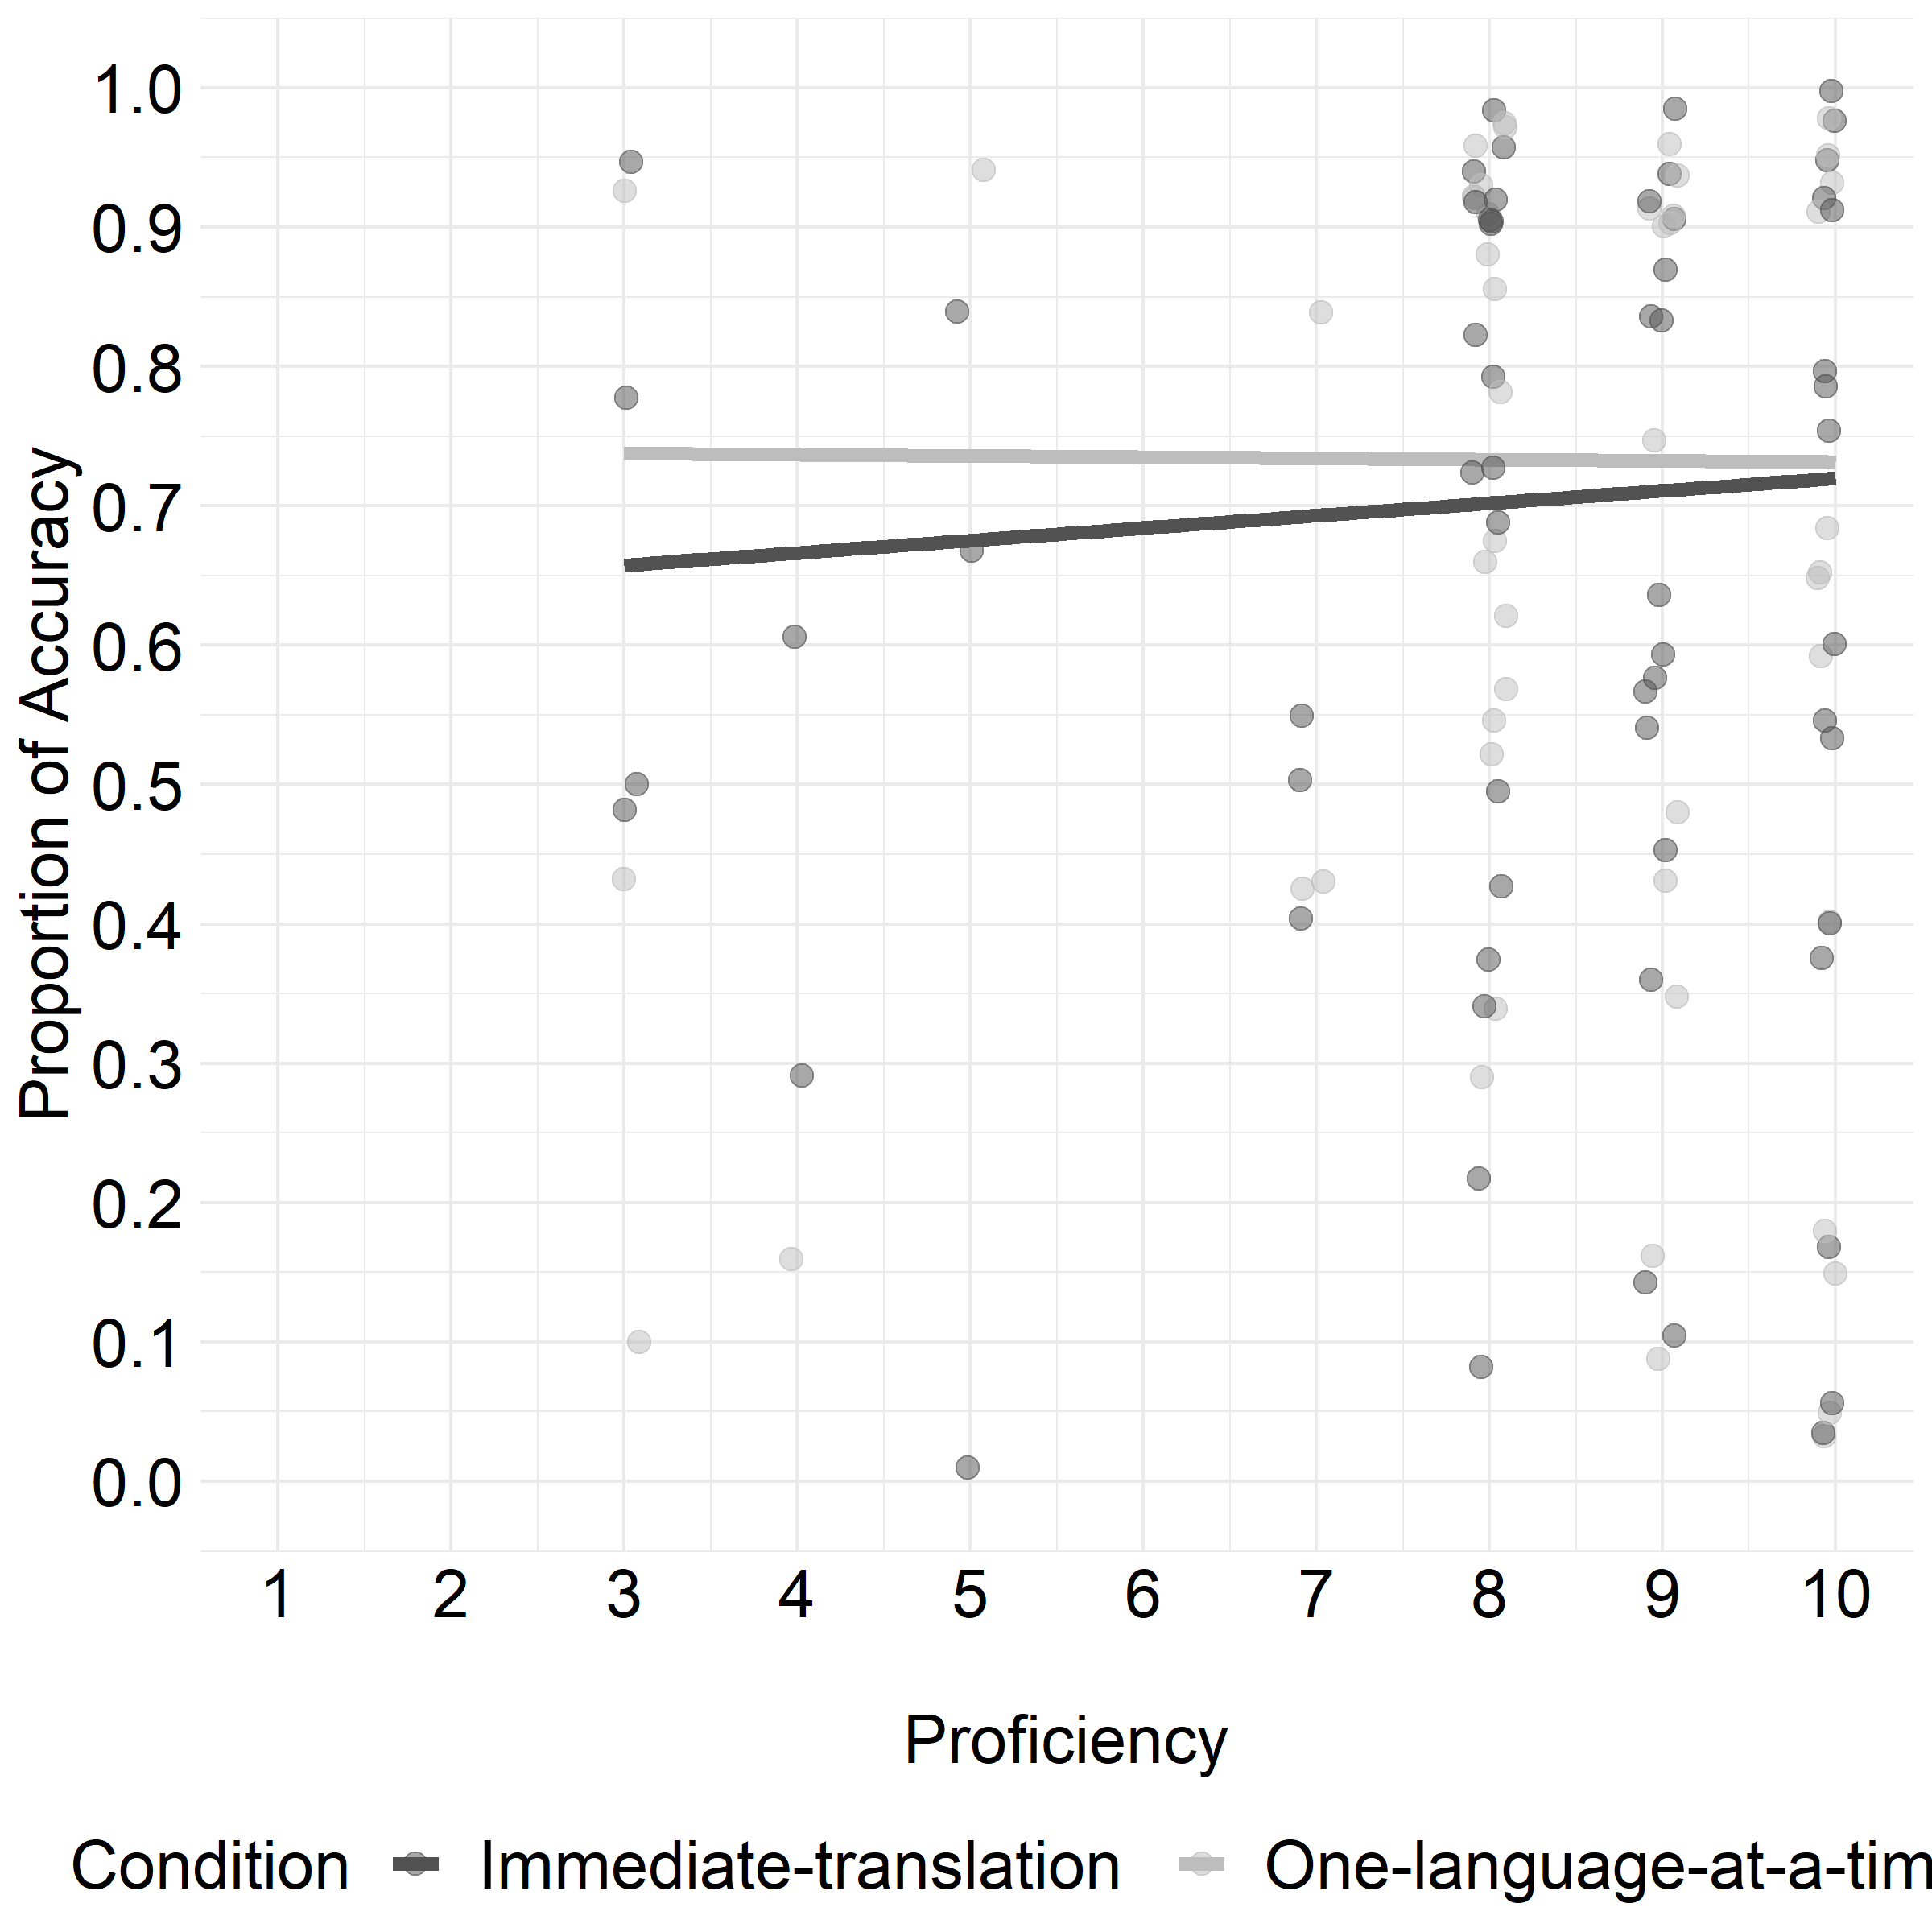 Proportion of Accuracy
1.0
0.9
0.8
0.7
0.6
0.5
0.4
0.3
0.2
0.1
0.0
1 2 3 4 5 6 7 8 9 10
Proficiency
Condition Immediate-translation One-language-at-a-tim